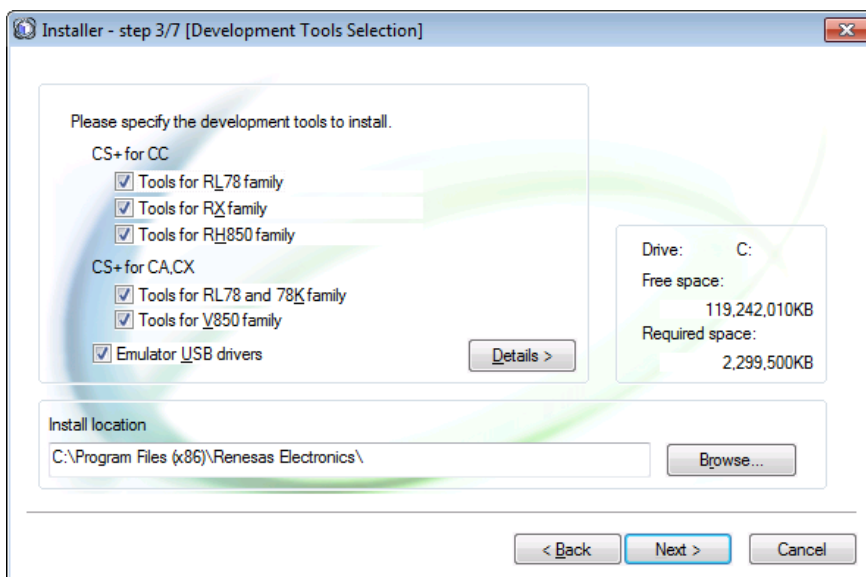 Installer - step 3/7 [Development Tools Selection]
Please specify the development tools to install.
CS+ for CC
Tools for RL78 family
Tools for RX family
Tools for RH850 family
CS+ for CA,CX
Tools for RL78 and 78K family
Tools for V850 family
Emulator USB drivers
Details >
Drive: C:
Free space:
119,242,010KB
Required space:
2,299,500KB
Install location
C:\Program Files (x86)\Renesas Electronics\
Browse...
< Back Next > Cancel